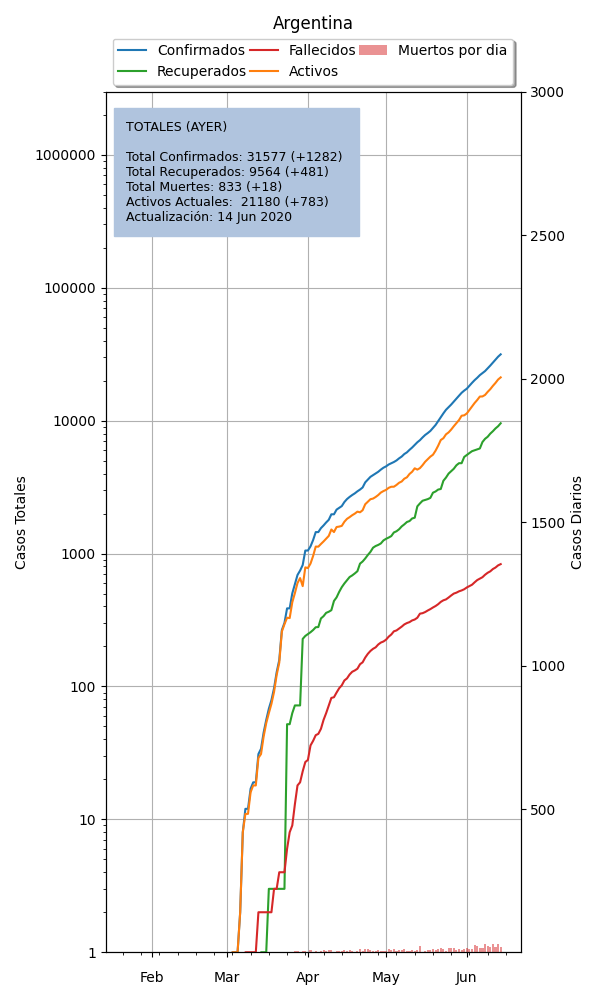 Argentina
Confirmados
Fallecidos
Muertos por dia
Recuperados
Activos
TOTALES (AYER)
Total Confirmados: 31577 (+1282)
Total Recuperados: 9564 (+481)
Total Muertes: 833 (+18)
Activos Actuales:  21180 (+783)
Actualización: 14 Jun 2020
1000000
100000
10000
1000
100
10
1
Casos Totales
3000
2500
2000
1500
1000
500
Casos Diarios
Feb
Mar
Apr
May
Jun